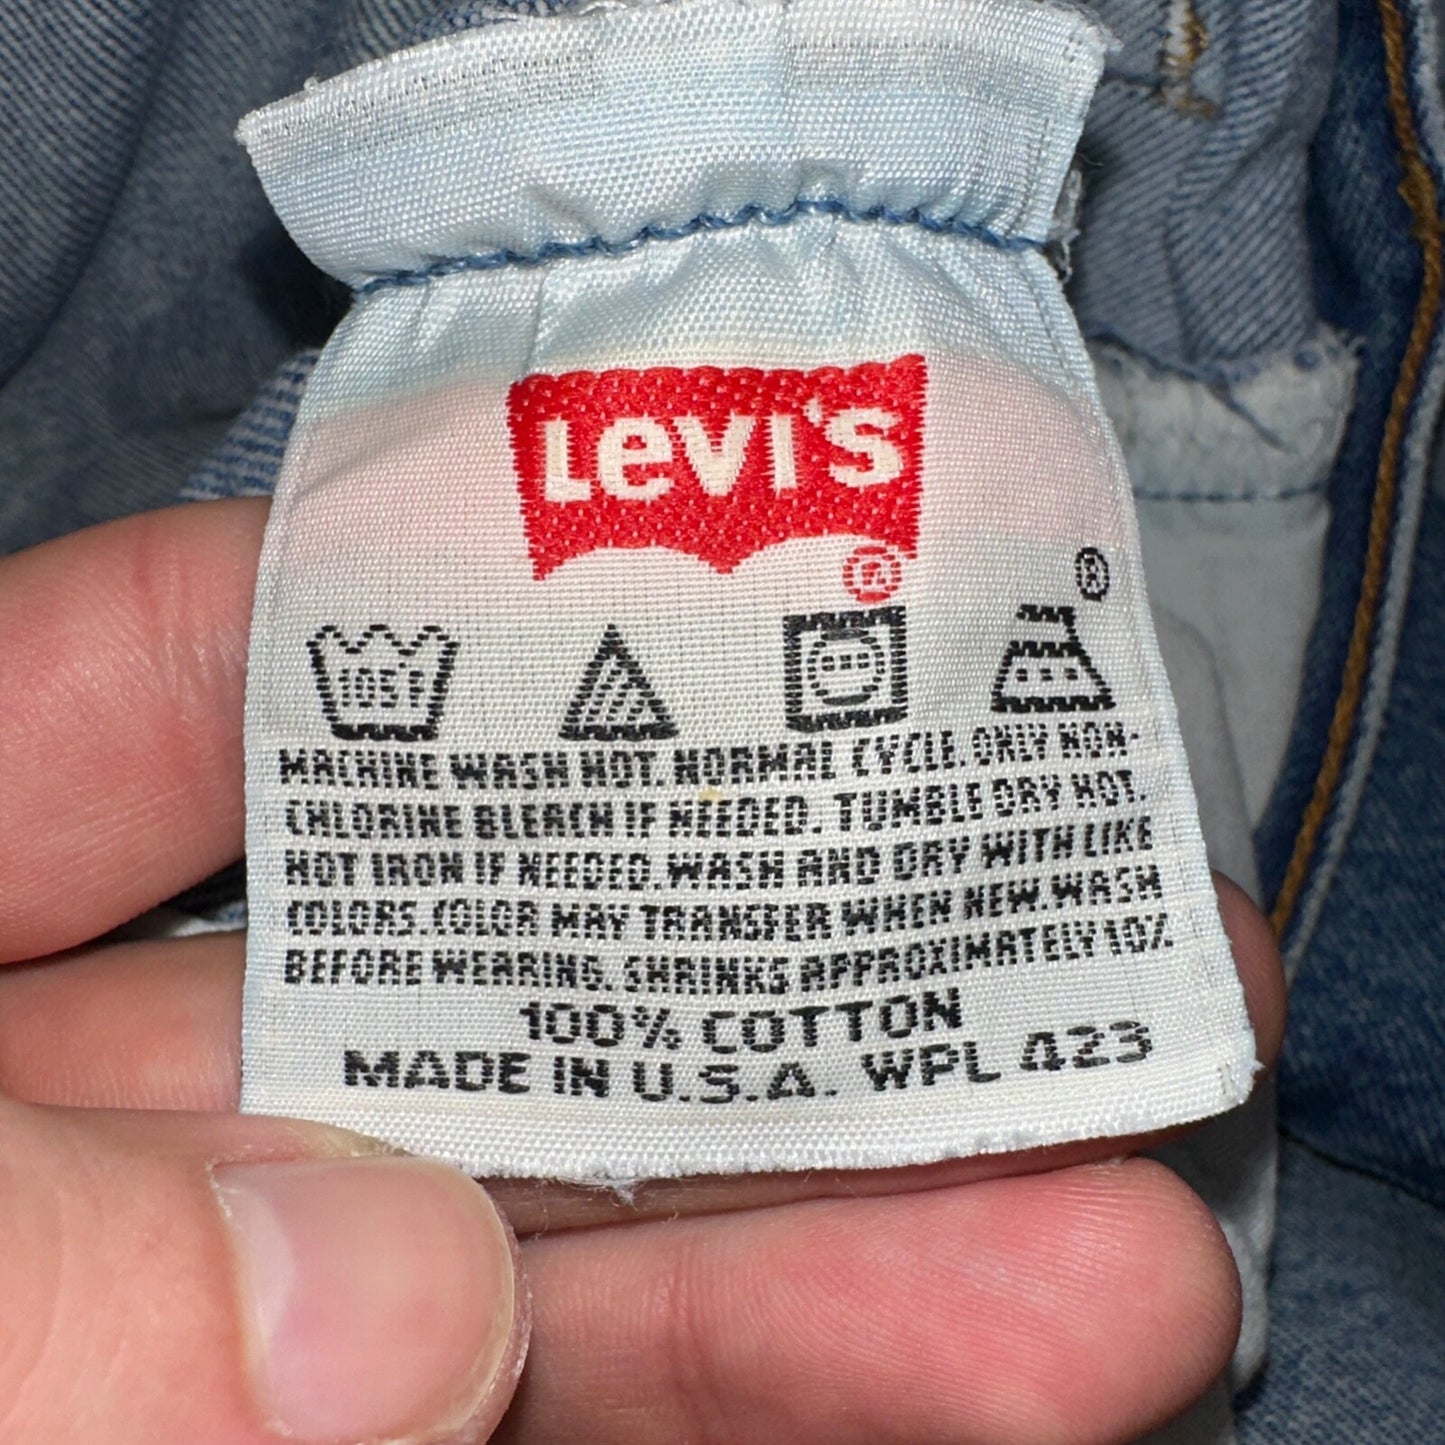 Levi's
®
®
105°F
MACHINE WASH HOT. NORMAL CYCLE. ONLY NON-
CHLORINE BLEACH IF NEEDED. TUMBLE DRY HOT.
HOT IRON IF NEEDED. WASH AND DRY WITH LIKE
COLORS. COLOR MAY TRANSFER WHEN NEW. WASH
BEFORE WEARING. SHRINKS APPROXIMATELY 10%
100% COTTON
MADE IN U.S.A. WPL 423